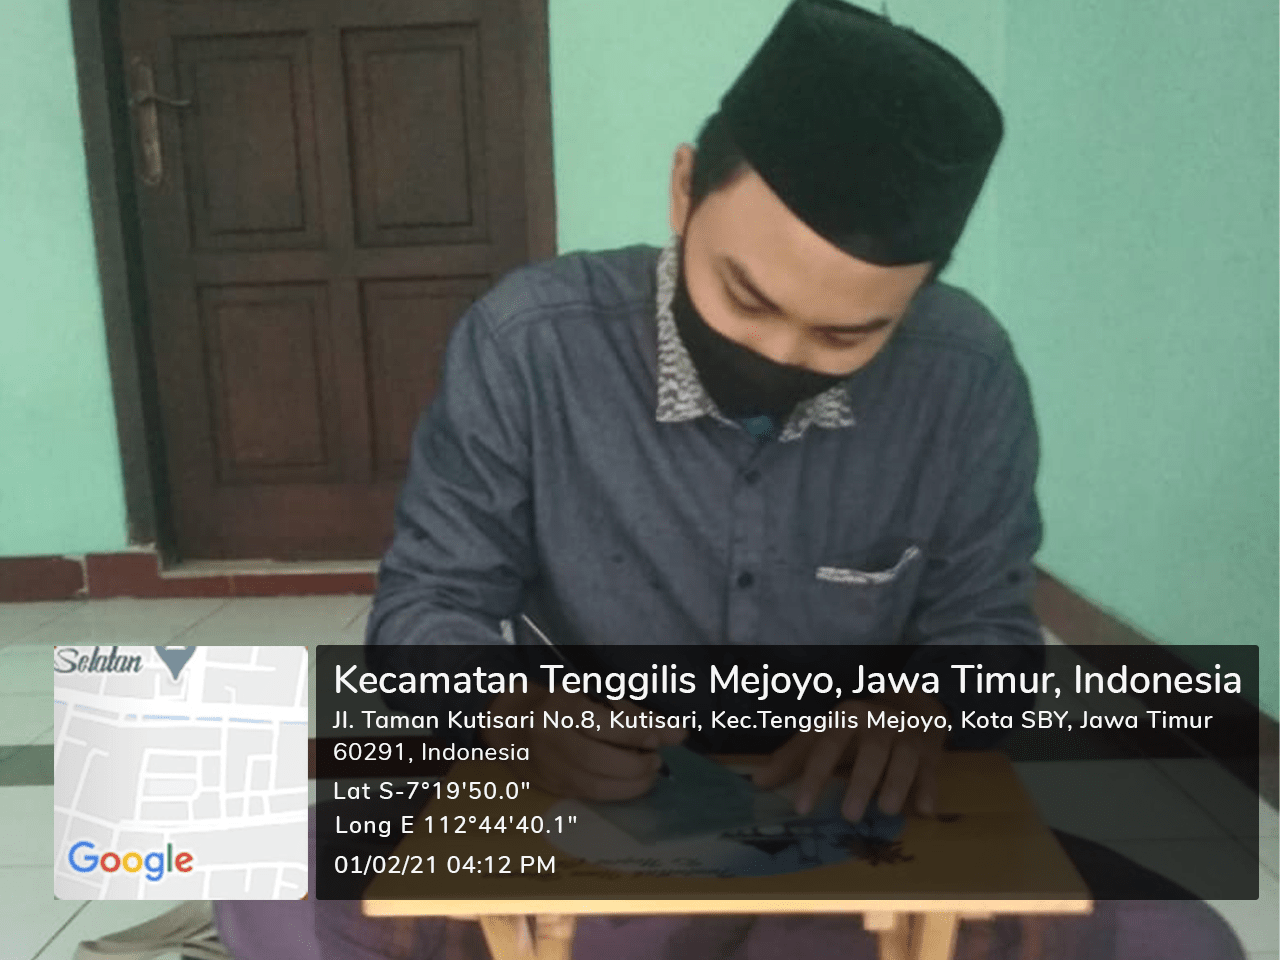 Selatan
Google
Kecamatan Tenggilis Mejoyo, Jawa Timur, Indonesia
Jl. Taman Kutisari No.8, Kutisari, Kec.Tenggilis Mejoyo, Kota SBY, Jawa Timur
60291, Indonesia
Lat S-7°19'50.0"
Long E 112°44'40.1"
01/02/21 04:12 PM